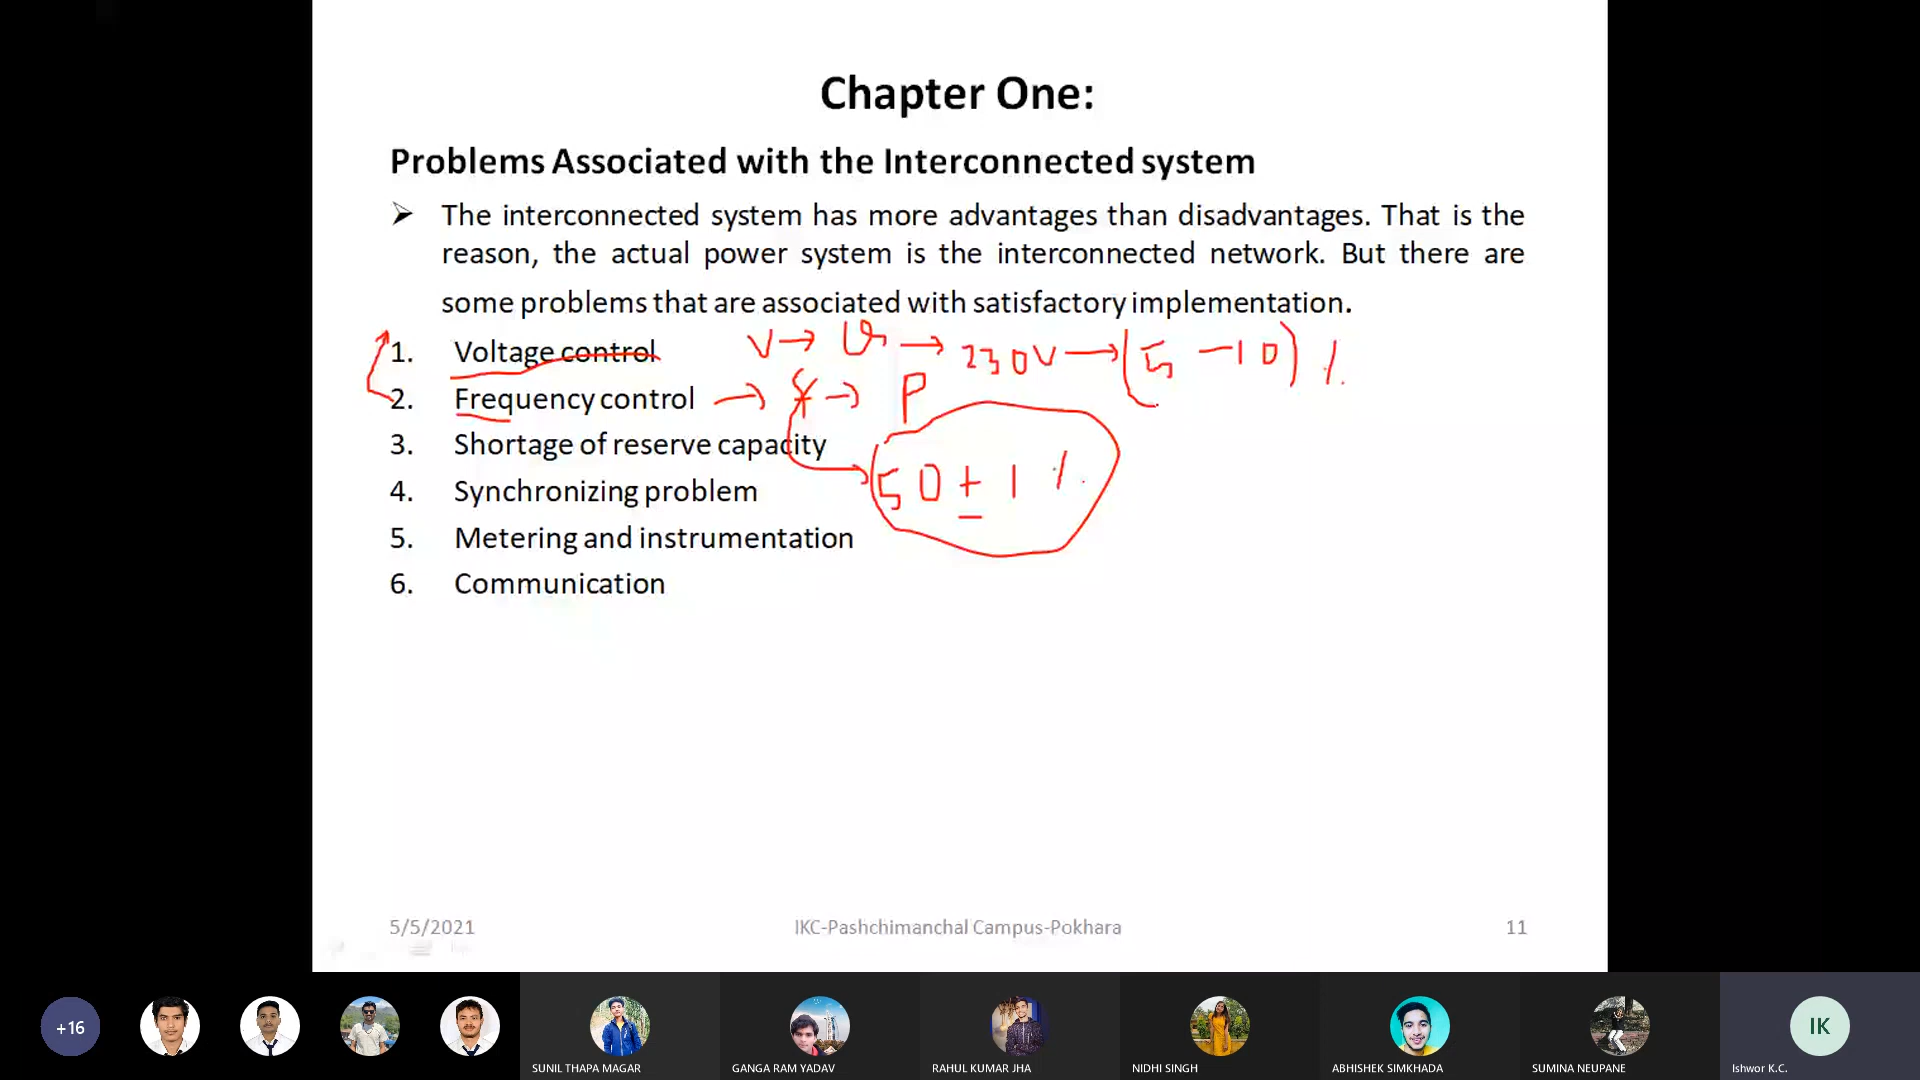 Chapter One:
Problems Associated with the Interconnected system
➢ The interconnected system has more advantages than disadvantages. That is the
reason, the actual power system is the interconnected network. But there are
some problems that are associated with satisfactory implementation.
1. Voltage control V → → 230V → (5 - 10) %
2. Frequency control → f → P
3. Shortage of reserve capacity
50 ± 1 %
4. Synchronizing problem
5. Metering and instrumentation
6. Communication
5/5/2021 IKC-Pashchimanchal Campus-Pokhara 11
+16
IK
SUNIL THAPA MAGAR GANGA RAM YADAV RAHUL KUMAR JHA NIDHI SINGH ABHISHEK SIMKHADA SUMINA NEUPANE Ishwor K.C.